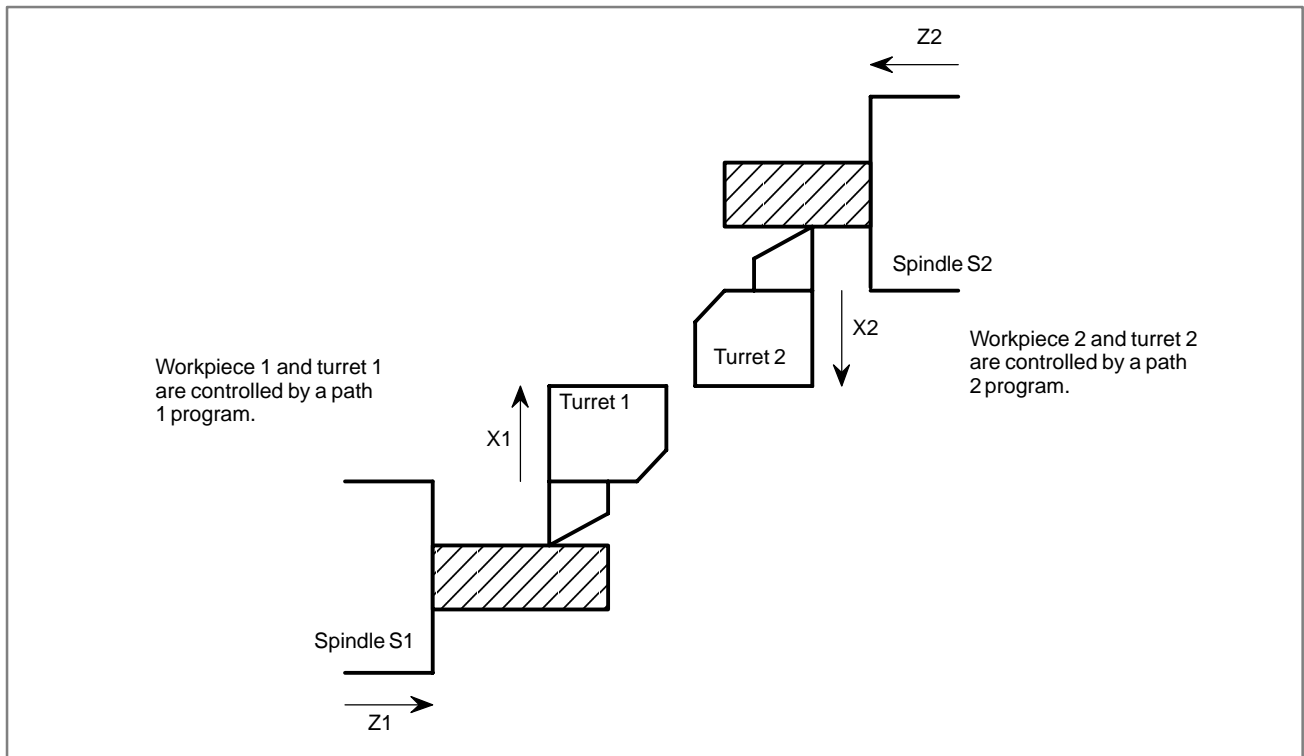 Z2
Spindle S2
X2
Turret 2
Workpiece 2 and turret 2
are controlled by a path
2 program.
Workpiece 1 and turret 1
are controlled by a path
1 program.
Turret 1
X1
Spindle S1
Z1